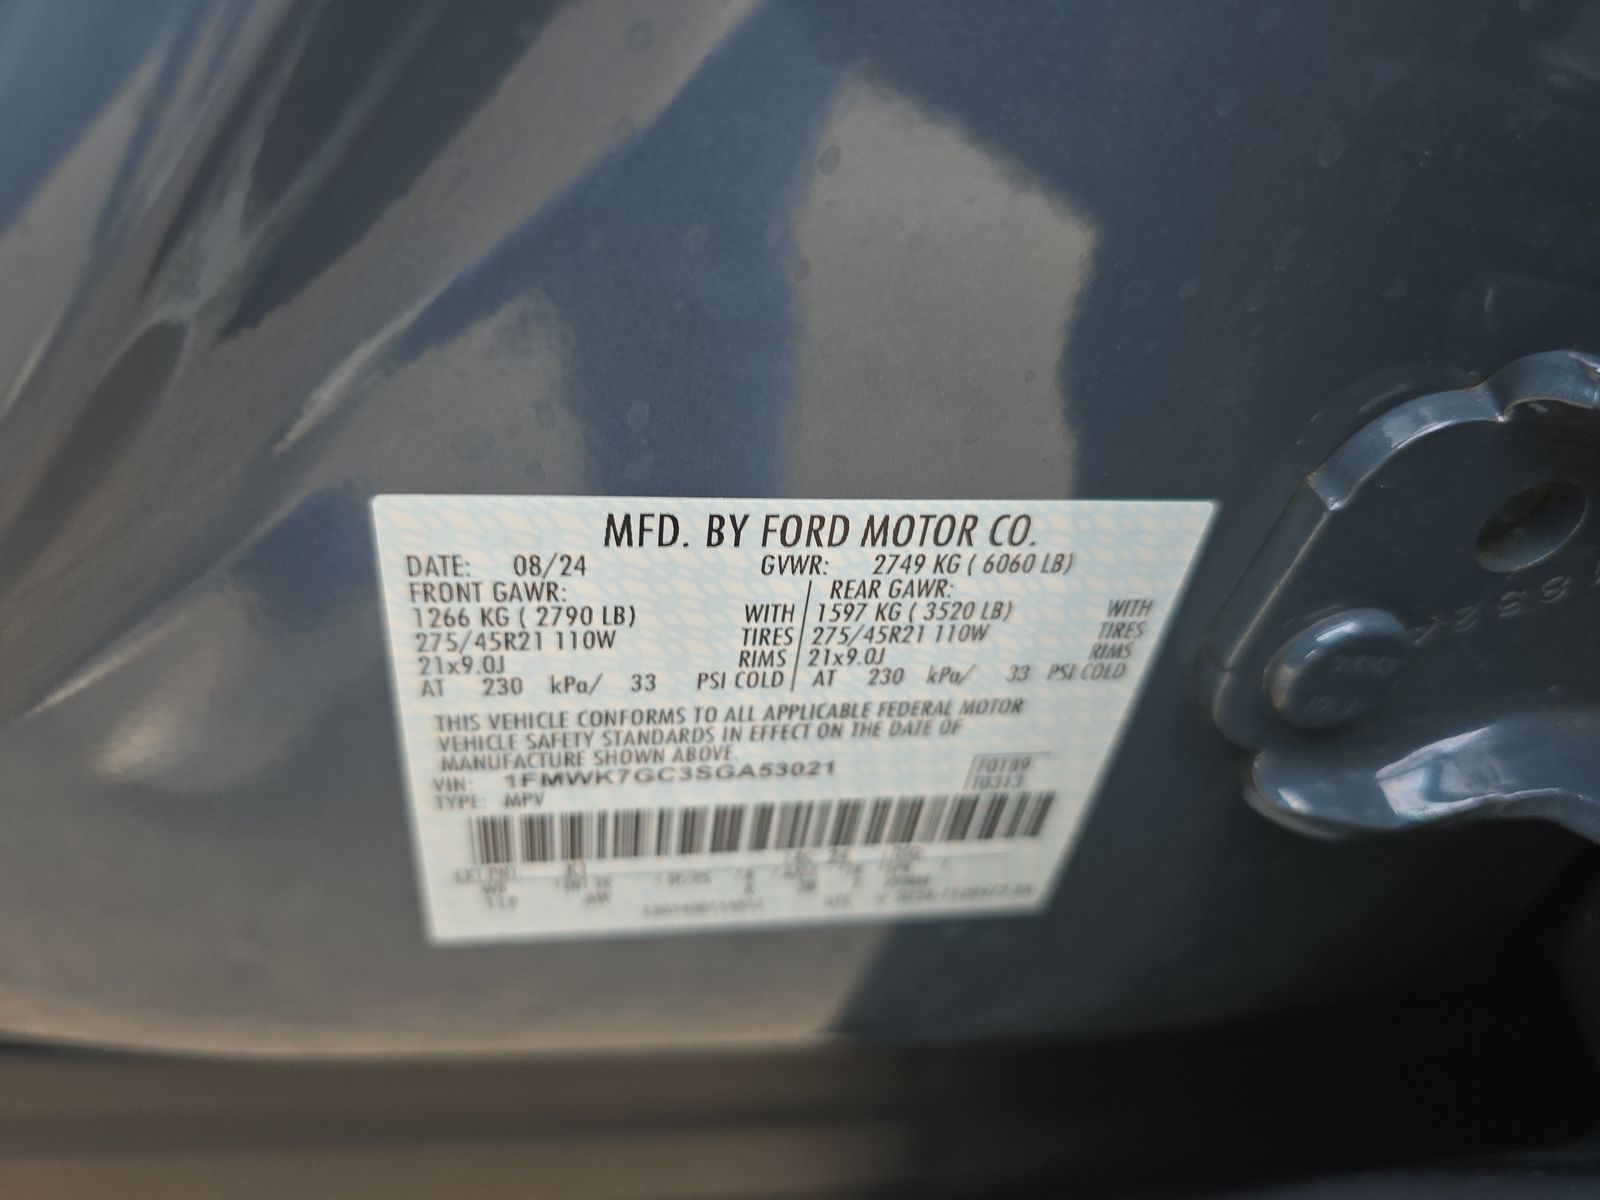 MFD. BY FORD MOTOR CO.
DATE: 08/24 GVWR: 2749 KG ( 6060 LB)
FRONT GAWR: REAR GAWR:
1266 KG ( 2790 LB) WITH 1597 KG ( 3520 LB) WITH
275/45R21 110W TIRES 275/45R21 110W TIRES
21x9.0J RIMS 21x9.0J RIMS
AT 230 kPa/ 33 PSI COLD AT 230 kPa/ 33 PSI COLD
THIS VEHICLE CONFORMS TO ALL APPLICABLE FEDERAL MOTOR
VEHICLE SAFETY STANDARDS IN EFFECT ON THE DATE OF
MANUFACTURE SHOWN ABOVE.
VIN: 1FMWK7GC3SGA53021 F0189
TYPE: MPV T0313
EXT PNT: